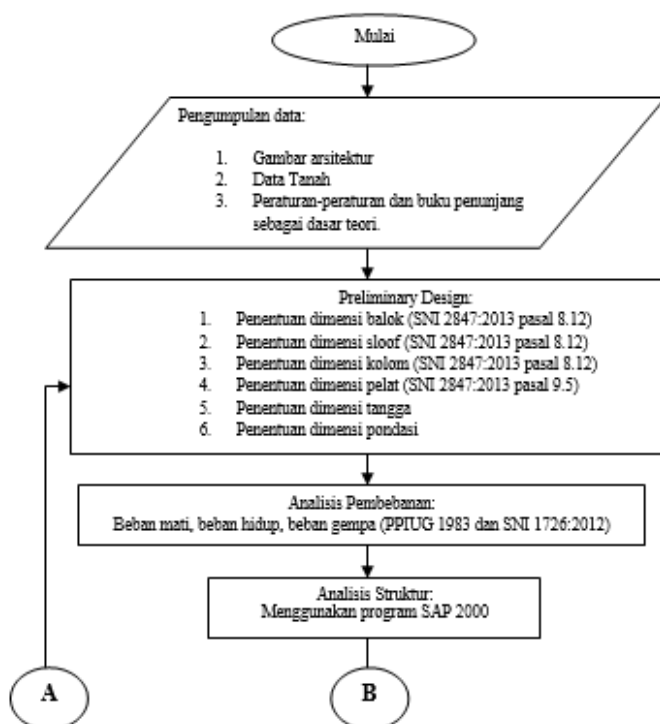 Mulai
Pengumpulan data:
1. Gambar arsitektur
2. Data Tanah
3. Peraturan-peraturan dan buku penunjang
sebagai dasar teori.
Preliminary Design:
1. Penentuan dimensi balok (SNI 2847:2013 pasal 8.12)
2. Penentuan dimensi sloof (SNI 2847:2013 pasal 8.12)
3. Penentuan dimensi kolom (SNI 2847:2013 pasal 8.12)
4. Penentuan dimensi pelat (SNI 2847:2013 pasal 9.5)
5. Penentuan dimensi tangga
6. Penentuan dimensi pondasi
Analisis Pembebanan:
Beban mati, beban hidup, beban gempa (PPIUG 1983 dan SNI 1726:2012)
Analisis Struktur:
Menggunakan program SAP 2000
A
B